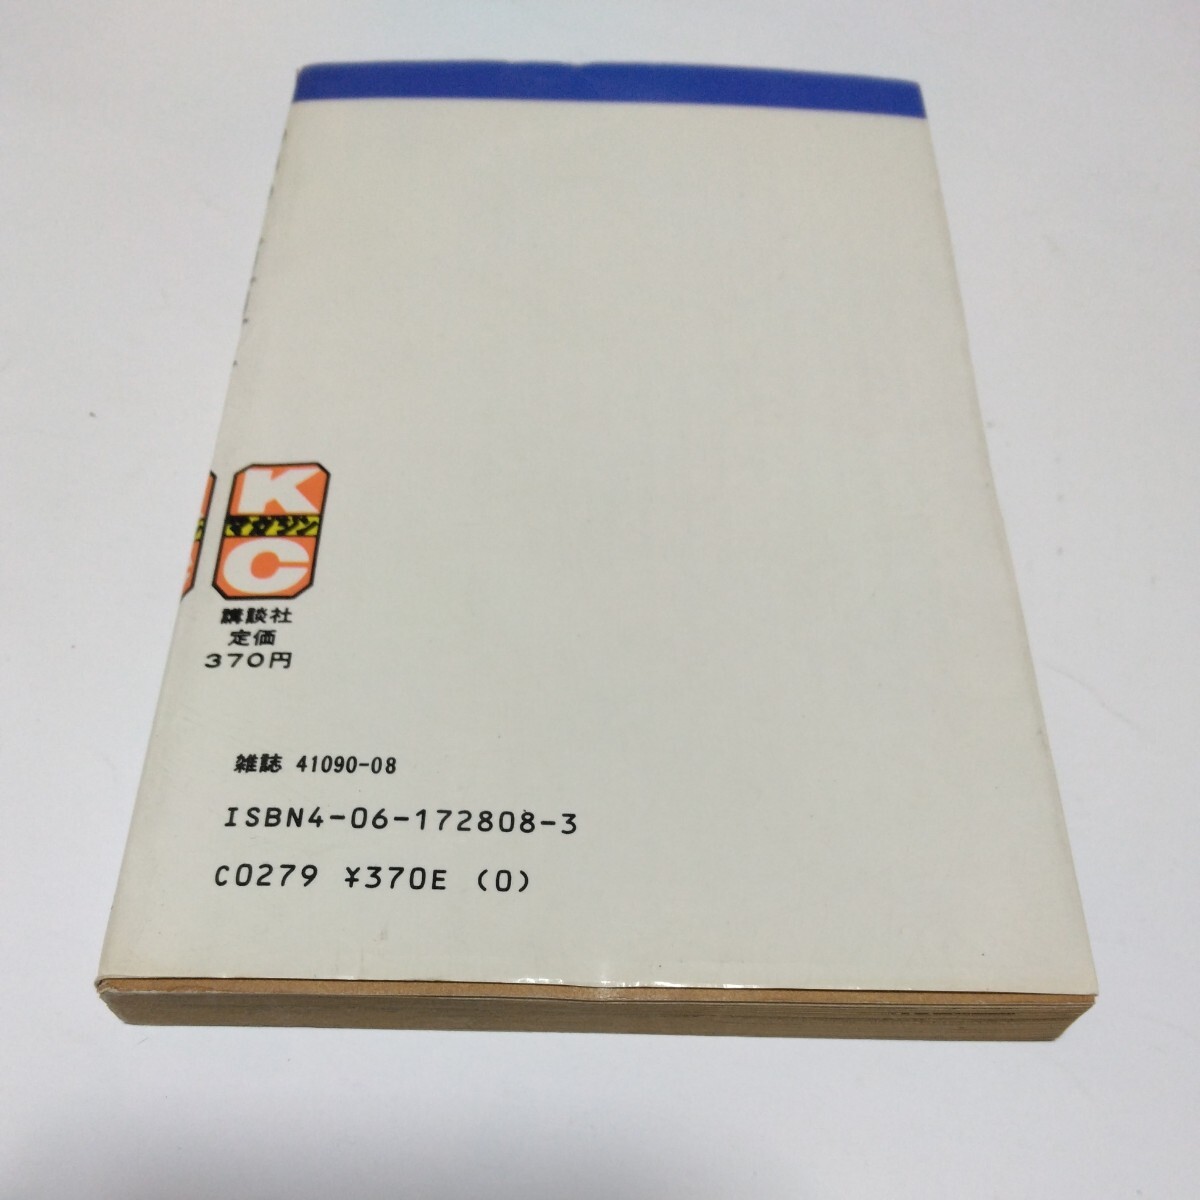 K
マガジン
C
講談社
定価
370円
雑誌 41090-08
ISBN4-06-172808-3
C0279 ¥370E (0)